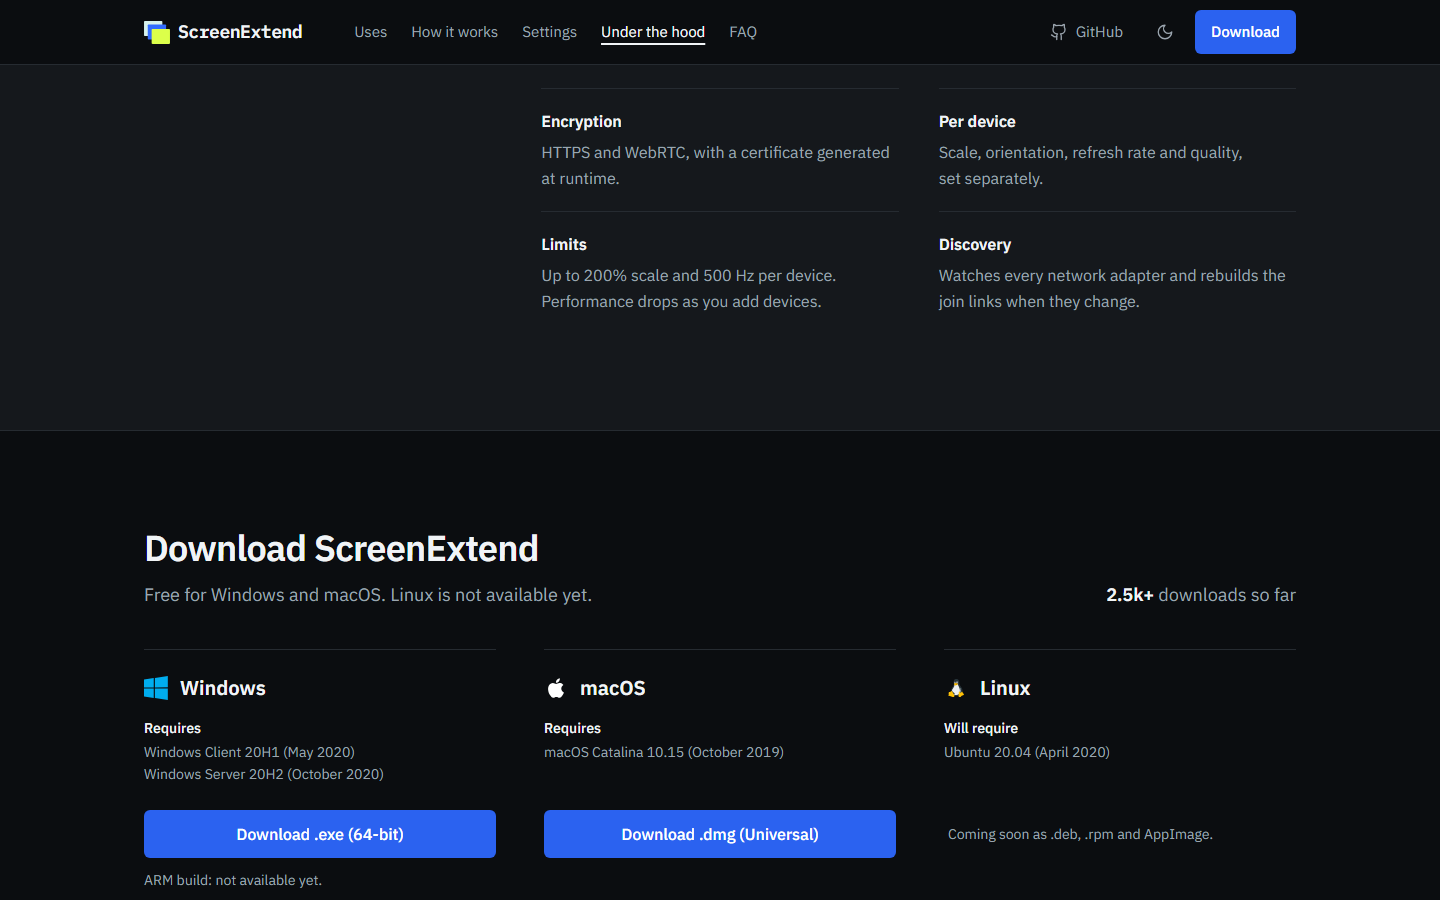 ScreenExtend
Uses
How it works
Settings
Under the hood
FAQ
GitHub
Download
Encryption
HTTPS and WebRTC, with a certificate generated
at runtime.
Per device
Scale, orientation, refresh rate and quality,
set separately.
Limits
Up to 200% scale and 500 Hz per device.
Performance drops as you add devices.
Discovery
Watches every network adapter and rebuilds the
join links when they change.
Download ScreenExtend
Free for Windows and macOS. Linux is not available yet.
2.5k+ downloads so far
Windows
Requires
Windows Client 20H1 (May 2020)
Windows Server 20H2 (October 2020)
Download .exe (64-bit)
ARM build: not available yet.
macOS
Requires
macOS Catalina 10.15 (October 2019)
Download .dmg (Universal)
Linux
Will require
Ubuntu 20.04 (April 2020)
Coming soon as .deb, .rpm and AppImage.